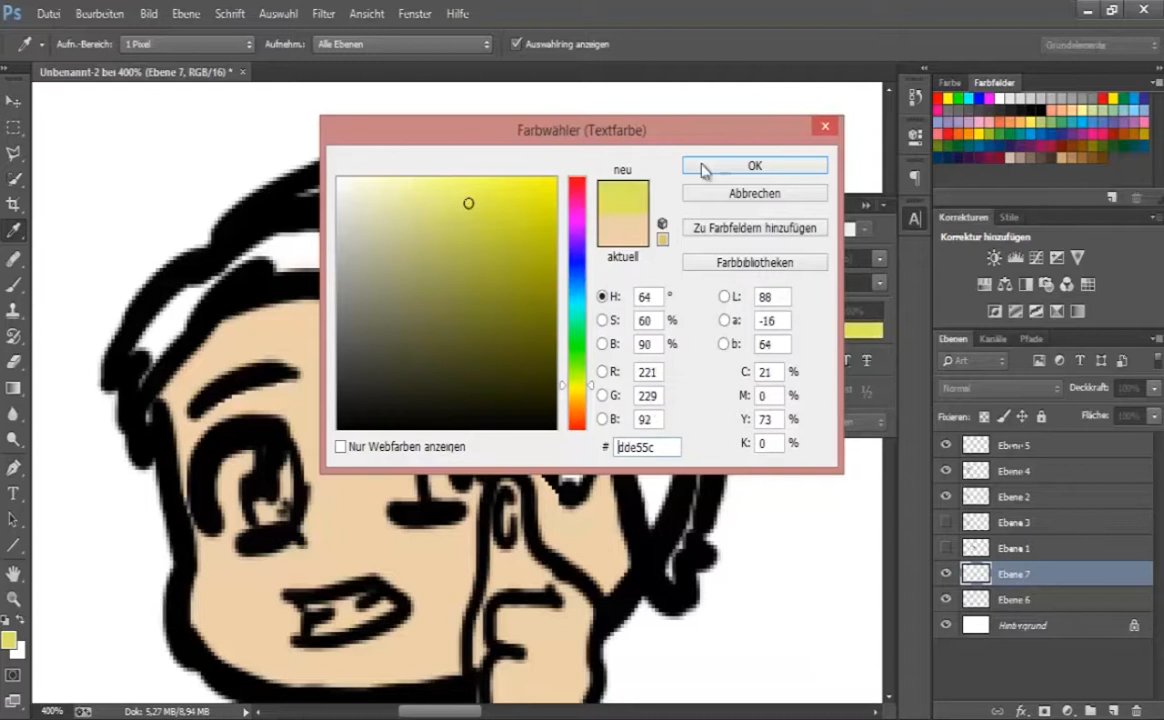 Ps Datei Bearbeiten Bild Ebene Schrift Auswahl Filter Ansicht Fenster Hilfe
Aufn.-Bereich: 1 Pixel Aufnehm.: Alle Ebenen Auswahlring anzeigen Grundelemente
Unbenannt-2 bei 400% (Ebene 7, RGB/16) * ×
Farbe Farbfelder
Farbwähler (Textfarbe)
neu
aktuell
OK
Abbrechen
Zu Farbfeldern hinzufügen
Farbbibliotheken
H: 64 °
S: 60 %
B: 90 %
R: 221
G: 229
B: 92
L: 88
a: -16
b: 64
C: 21 %
M: 0 %
Y: 73 %
K: 0 %
# dde55c
Nur Webfarben anzeigen
Korrekturen Stile
Korrektur hinzufügen
Ebenen Kanäle Pfade
Art
Normal Deckkraft: 100%
Fixieren: Fläche:
Ebene 5
Ebene 4
Ebene 2
Ebene 3
Ebene 1
Ebene 7
Ebene 6
Hintergrund
400% Dok: 5,27 MB/8,94 MB